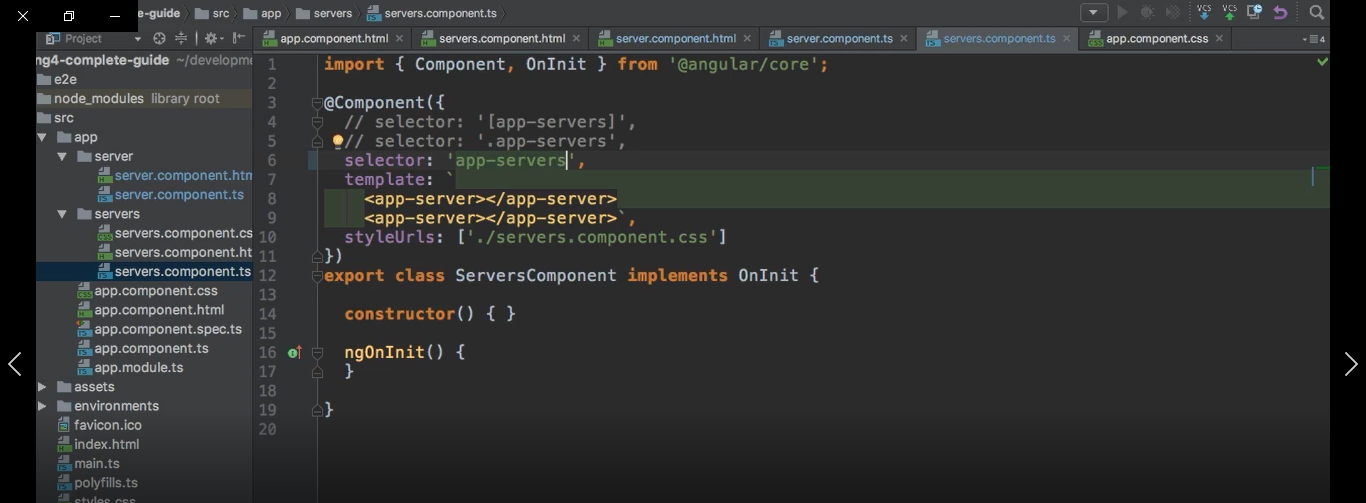 e-guide src app servers servers.component.ts
VCS VCS
Project
app.component.html servers.component.html server.component.html server.component.ts servers.component.ts app.component.css 4
ng4-complete-guide ~/developme
e2e
node_modules library root
src
app
server
server.component.htm
server.component.ts
servers
servers.component.cs
servers.component.ht
servers.component.ts
app.component.css
app.component.html
app.component.spec.ts
app.component.ts
app.module.ts
assets
environments
favicon.ico
index.html
main.ts
polyfills.ts
styles.css
1 import { Component, OnInit } from '@angular/core';
2
3 @Component({
4 // selector: '[app-servers]',
5 // selector: '.app-servers',
6 selector: 'app-servers',
7 template: `
8 <app-server></app-server>
9 <app-server></app-server>`,
10 styleUrls: ['./servers.component.css']
11 })
12 export class ServersComponent implements OnInit {
13
14 constructor() { }
15
16 ngOnInit() {
17 }
18
19 }
20